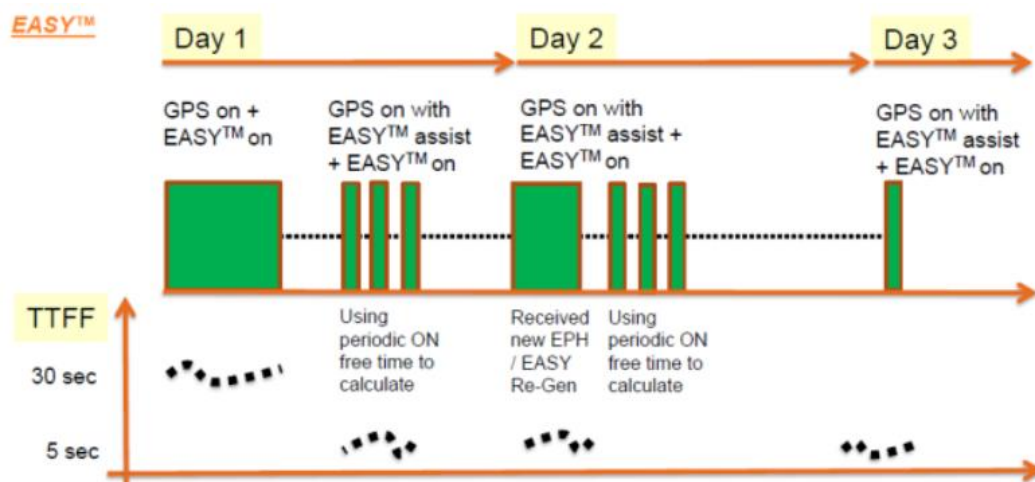 EASY™
Day 1
Day 2
Day 3
GPS on +
EASY™ on
GPS on with
EASY™ assist
+ EASY™ on
GPS on with
EASY™ assist +
EASY™ on
GPS on with
EASY™ assist
+ EASY™ on
TTFF
Using
periodic ON
free time to
calculate
Received
new EPH
/ EASY
Re-Gen
Using
periodic ON
free time to
calculate
30 sec
5 sec